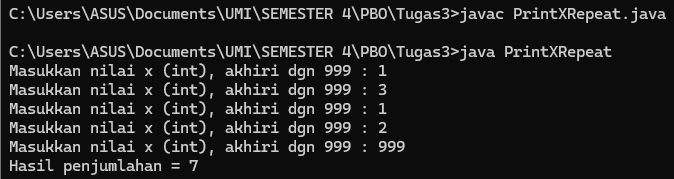 C:\Users\ASUS\Documents\UMI\SEMESTER 4\PBO\Tugas3>javac PrintXRepeat.java
C:\Users\ASUS\Documents\UMI\SEMESTER 4\PBO\Tugas3>java PrintXRepeat
Masukkan nilai x (int), akhiri dgn 999 : 1
Masukkan nilai x (int), akhiri dgn 999 : 3
Masukkan nilai x (int), akhiri dgn 999 : 1
Masukkan nilai x (int), akhiri dgn 999 : 2
Masukkan nilai x (int), akhiri dgn 999 : 999
Hasil penjumlahan = 7